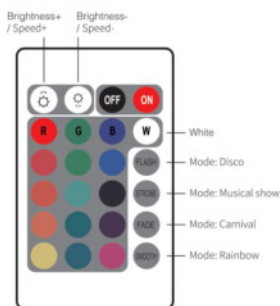 Brightness+
/ Speed+
Brightness-
/ Speed-
OFF
ON
R
G
B
W
White
FLASH
Mode: Disco
STROBE
Mode: Musical show
FADE
Mode: Carnival
SMOOTH
Mode: Rainbow